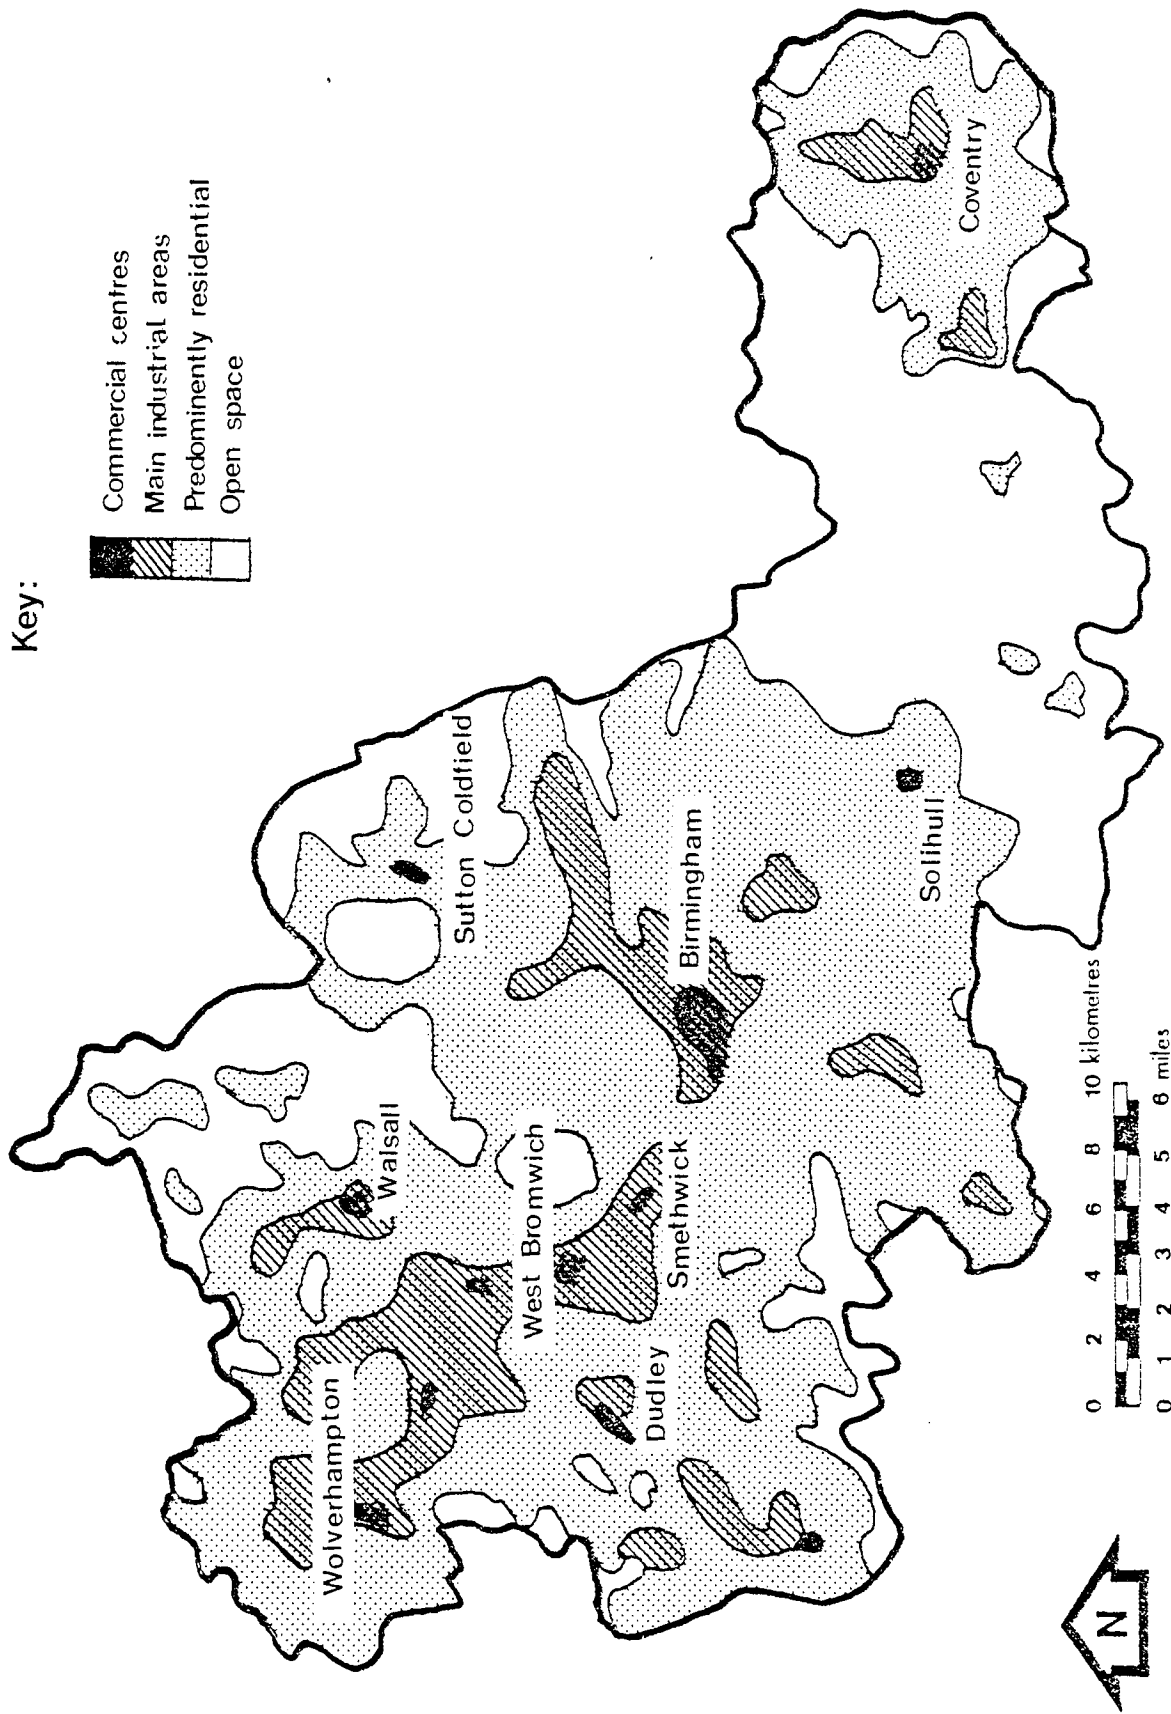 Key:
Commercial centres
Main industrial areas
Predominently residential
Open space
Wolverhampton
Walsall
Sutton Coldfield
West Bromwich
Dudley
Smethwick
Birmingham
Solihull
Coventry
0 2 4 6 8 10 kilometres
0 1 2 3 4 5 6 miles
N